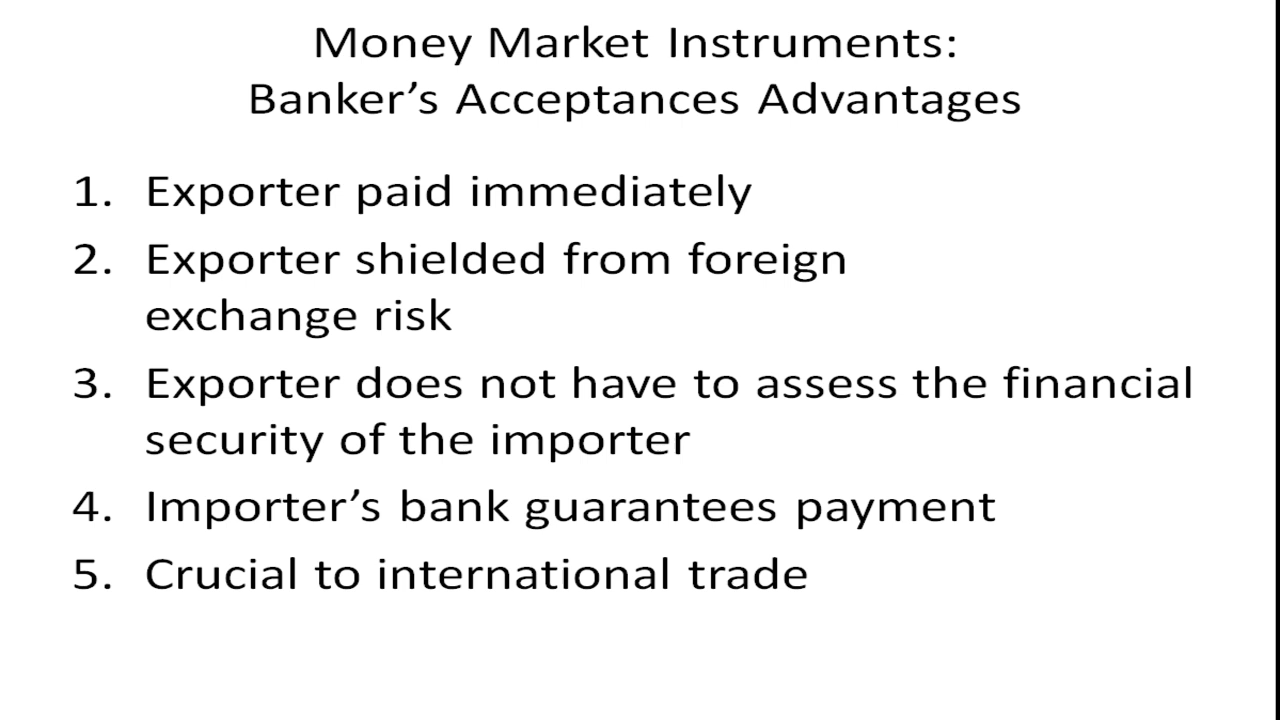 Money Market Instruments:
Banker’s Acceptances Advantages
1. Exporter paid immediately
2. Exporter shielded from foreign
exchange risk
3. Exporter does not have to assess the financial
security of the importer
4. Importer’s bank guarantees payment
5. Crucial to international trade